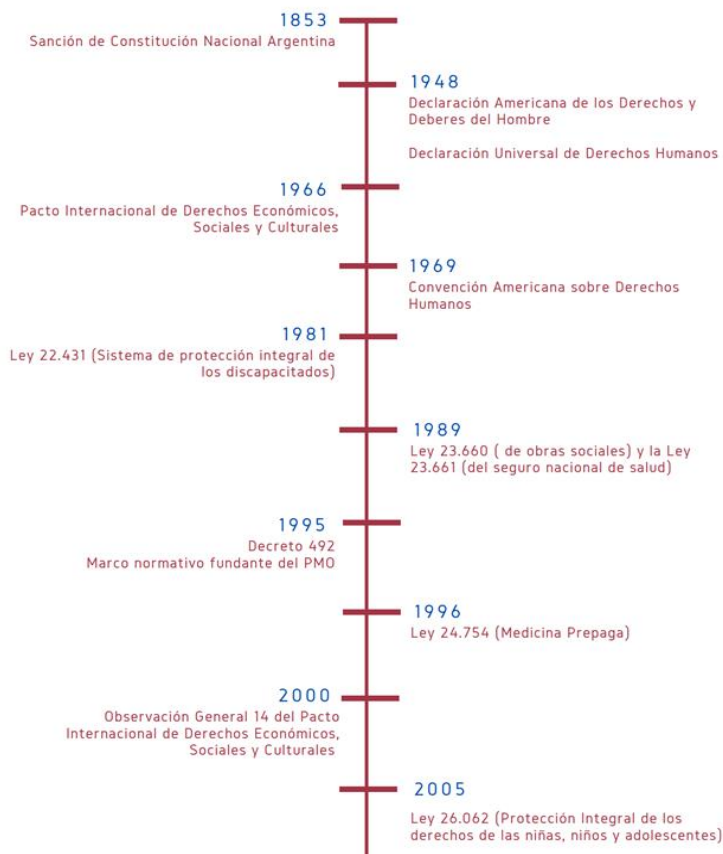 1853
Sanción de Constitución Nacional Argentina
1948
Declaración Americana de los Derechos y
Deberes del Hombre
Declaración Universal de Derechos Humanos
1966
Pacto Internacional de Derechos Económicos,
Sociales y Culturales
1969
Convención Americana sobre Derechos
Humanos
1981
Ley 22.431 (Sistema de protección integral de
los discapacitados)
1989
Ley 23.660 ( de obras sociales) y la Ley
23.661 (del seguro nacional de salud)
1995
Decreto 492
Marco normativo fundante del PMO
1996
Ley 24.754 (Medicina Prepaga)
2000
Observación General 14 del Pacto
Internacional de Derechos Económicos,
Sociales y Culturales
2005
Ley 26.062 (Protección Integral de los
derechos de las niñas, niños y adolescentes)